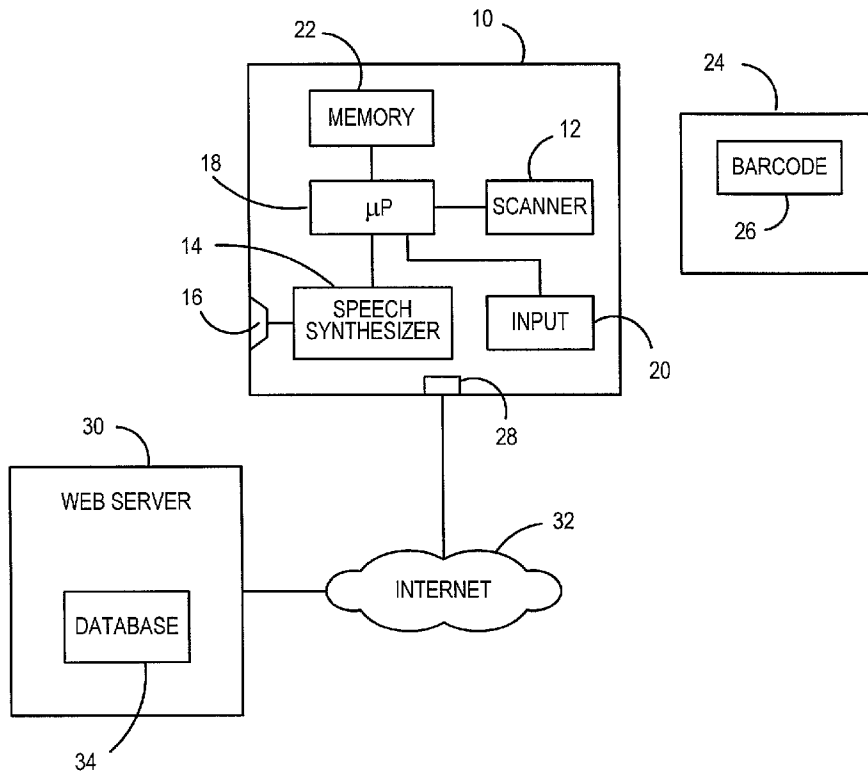 22
10
24
MEMORY
12
18
μP
SCANNER
BARCODE
26
14
16
SPEECH
SYNTHESIZER
INPUT
20
28
30
WEB SERVER
32
INTERNET
DATABASE
34